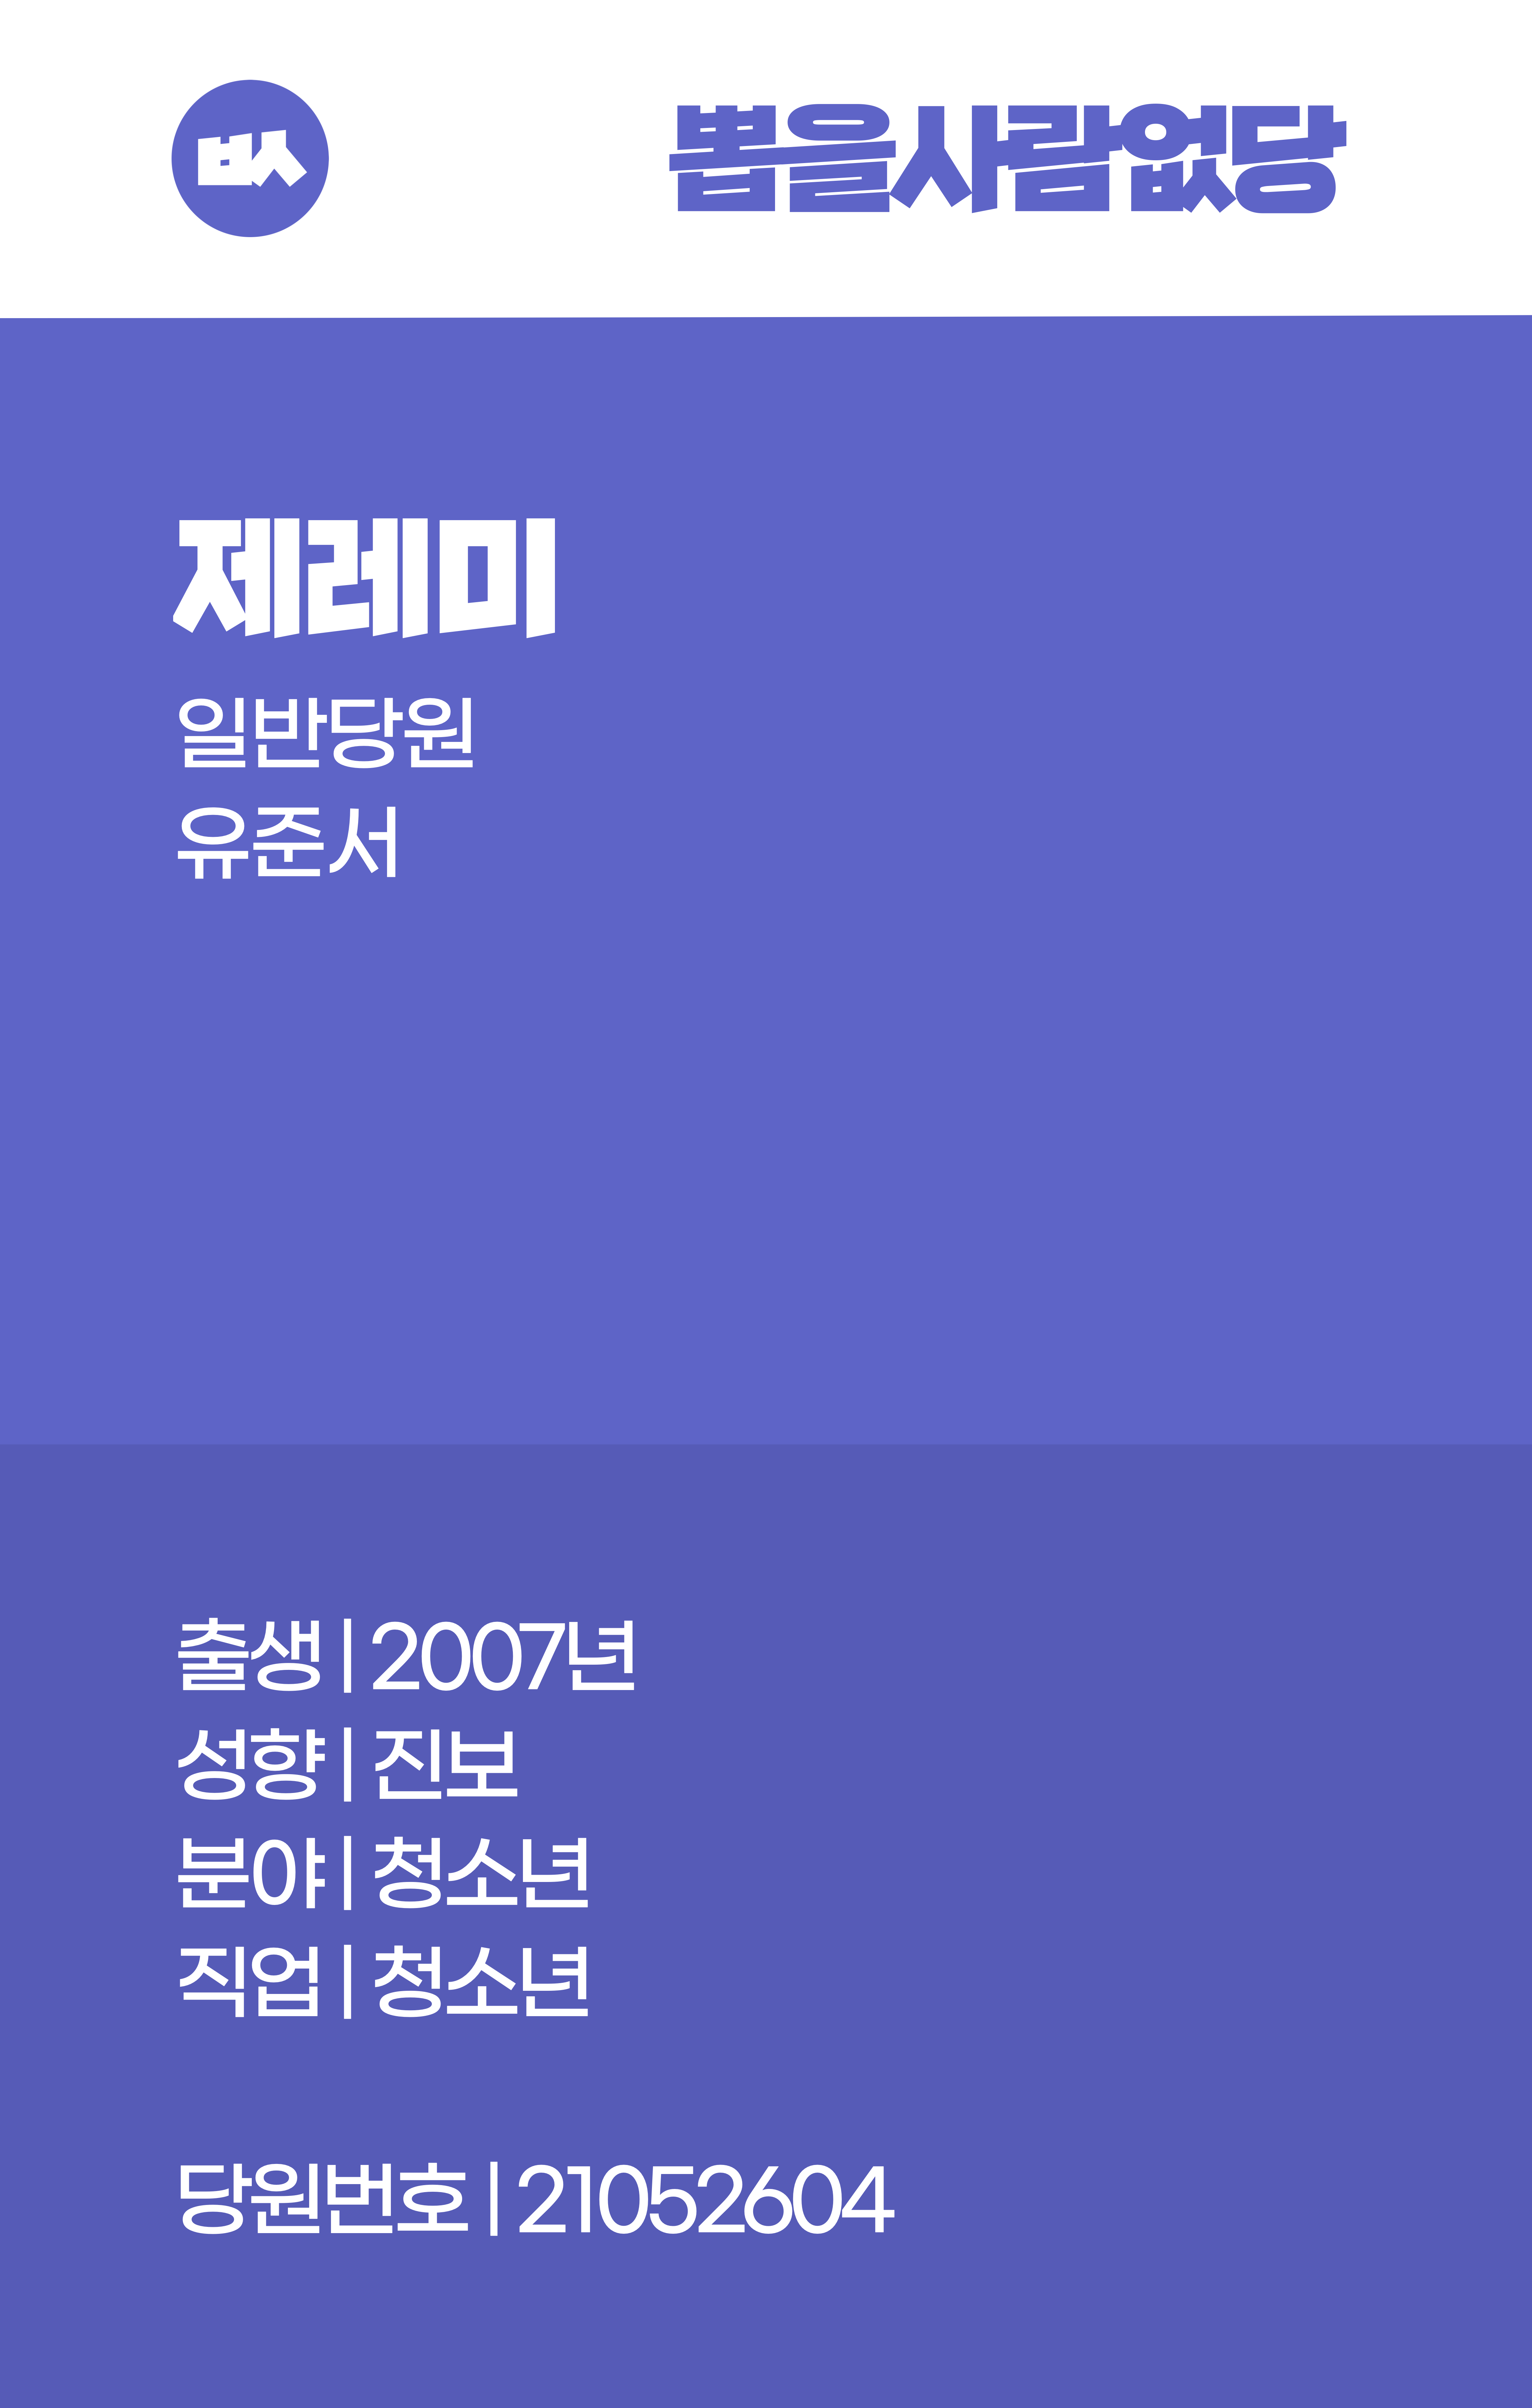 ㅃㅅ
뽑을사람없당
제레미
일반당원
유준서
출생 | 2007년
성향 | 진보
분야 | 청소년
직업 | 청소년
당원번호 | 21052604